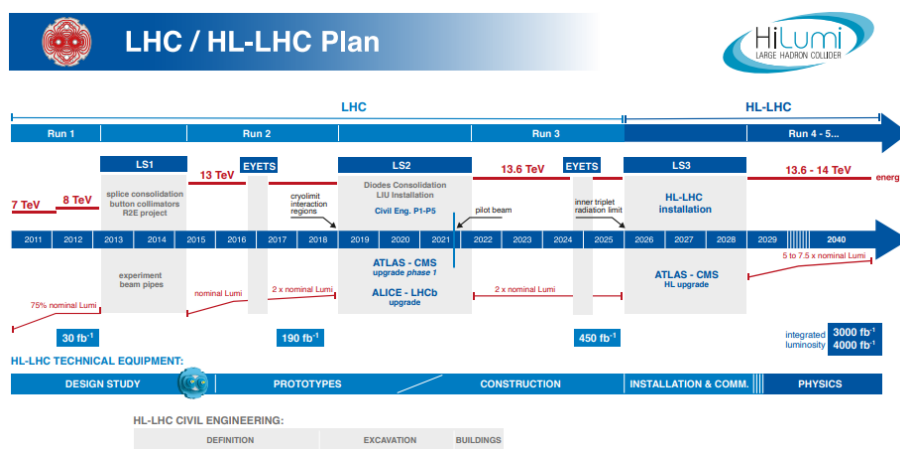 LHC / HL-LHC Plan
HiLumi
LARGE HADRON COLLIDER
LHC
HL-LHC
Run 1
Run 2
Run 3
Run 4 - 5...
LS1
EYETS
LS2
EYETS
LS3
7 TeV
8 TeV
13 TeV
13.6 TeV
13.6 - 14 TeV
energ
splice consolidation
button collimators
R2E project
cryolimit
interaction
regions
Diodes Consolidation
LIU Installation
Civil Eng. P1-P5
pilot beam
inner triplet
radiation limit
HL-LHC
installation
2011 2012 2013 2014 2015 2016 2017 2018 2019 2020 2021 2022 2023 2024 2025 2026 2027 2028 2029 2040
experiment
beam pipes
ATLAS - CMS
upgrade phase 1
ALICE - LHCb
upgrade
ATLAS - CMS
HL upgrade
75% nominal Lumi
nominal Lumi
2 x nominal Lumi
2 x nominal Lumi
5 to 7.5 x nominal Lumi
30 fb⁻¹
190 fb⁻¹
450 fb⁻¹
integrated
luminosity
3000 fb⁻¹
4000 fb⁻¹
HL-LHC TECHNICAL EQUIPMENT:
DESIGN STUDY
PROTOTYPES
CONSTRUCTION
INSTALLATION & COMM.
PHYSICS
HL-LHC CIVIL ENGINEERING:
DEFINITION
EXCAVATION
BUILDINGS